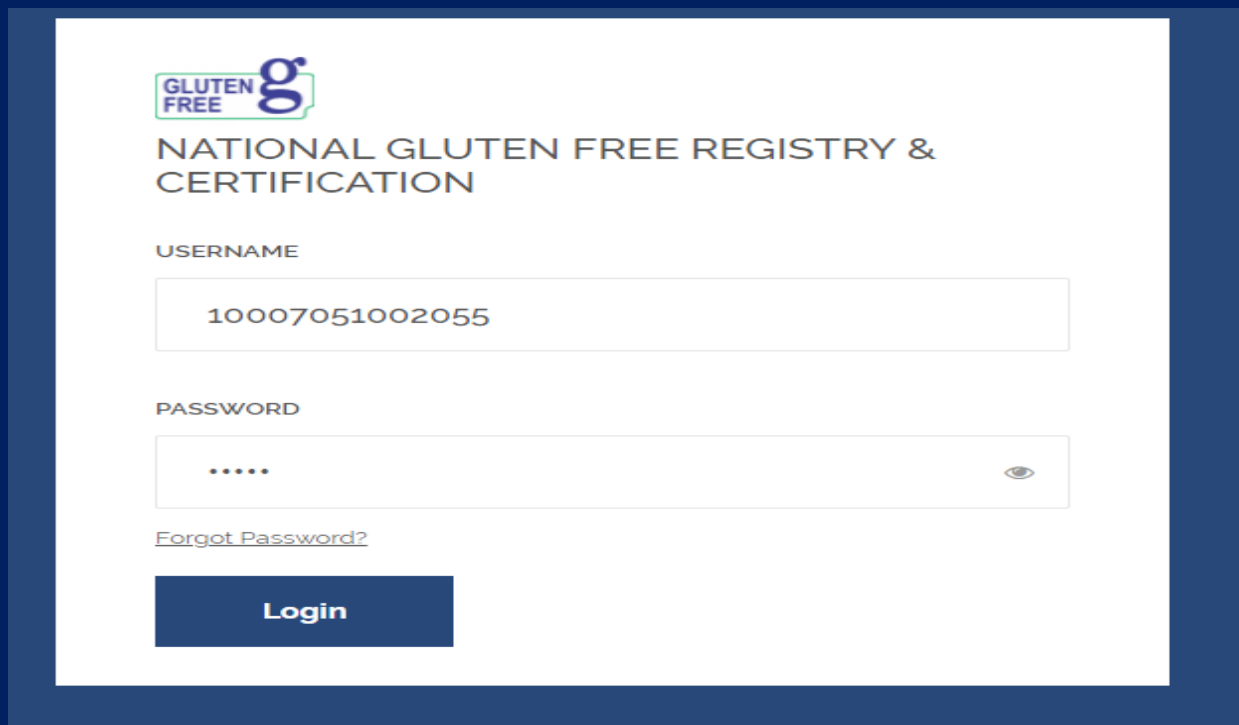 GLUTEN
FREE
g
NATIONAL GLUTEN FREE REGISTRY &
CERTIFICATION
USERNAME
10007051002055
PASSWORD
•••••
Forgot Password?
Login